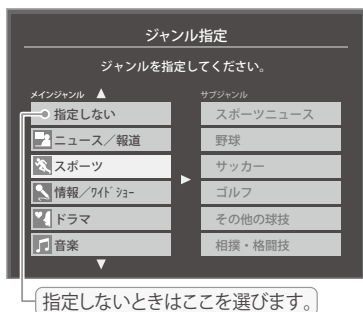 ジャンル指定
ジャンルを指定してください。
メインジャンル
サブジャンル
指定しない
スポーツニュース
ニュース／報道
野球
スポーツ
サッカー
情報／ワイドショー
ゴルフ
ドラマ
その他の球技
音楽
相撲・格闘技
指定しないときはここを選びます。